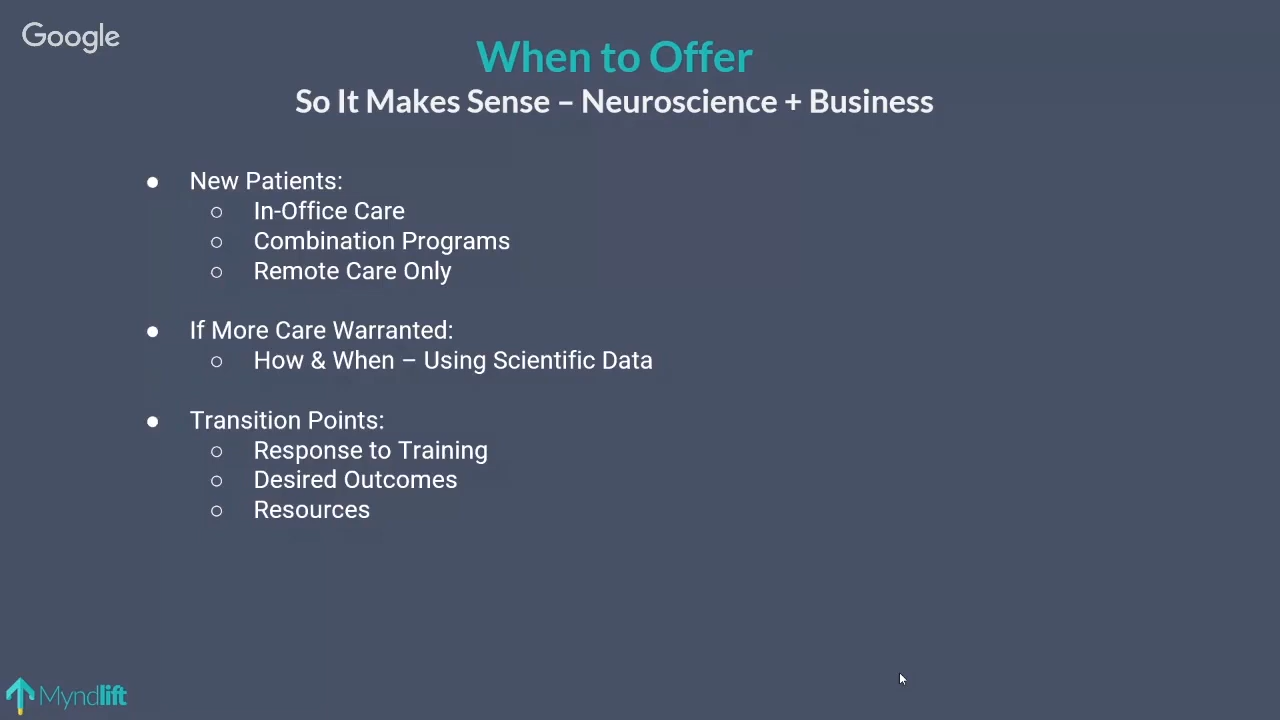 Google
When to Offer
So It Makes Sense – Neuroscience + Business
● New Patients:
○ In-Office Care
○ Combination Programs
○ Remote Care Only
● If More Care Warranted:
○ How & When – Using Scientific Data
● Transition Points:
○ Response to Training
○ Desired Outcomes
○ Resources
Myndlift